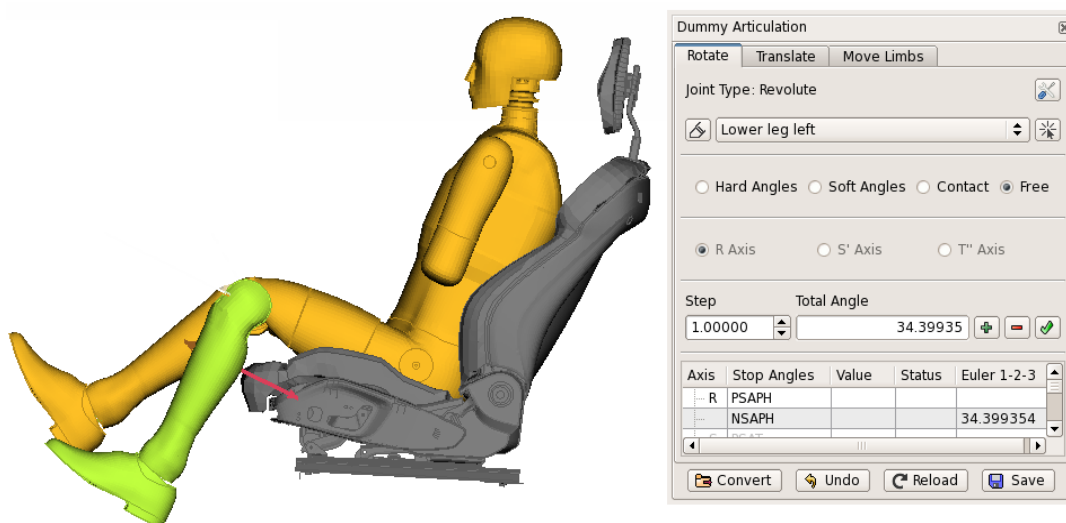 Dummy Articulation
Rotate Translate Move Limbs
Joint Type: Revolute
Lower leg left
Hard Angles Soft Angles Contact Free
R Axis S' Axis T'' Axis
Step Total Angle
1.00000 34.39935
Axis Stop Angles Value Status Euler 1-2-3
R PSAPH
NSAPH 34.399354
Convert Undo Reload Save